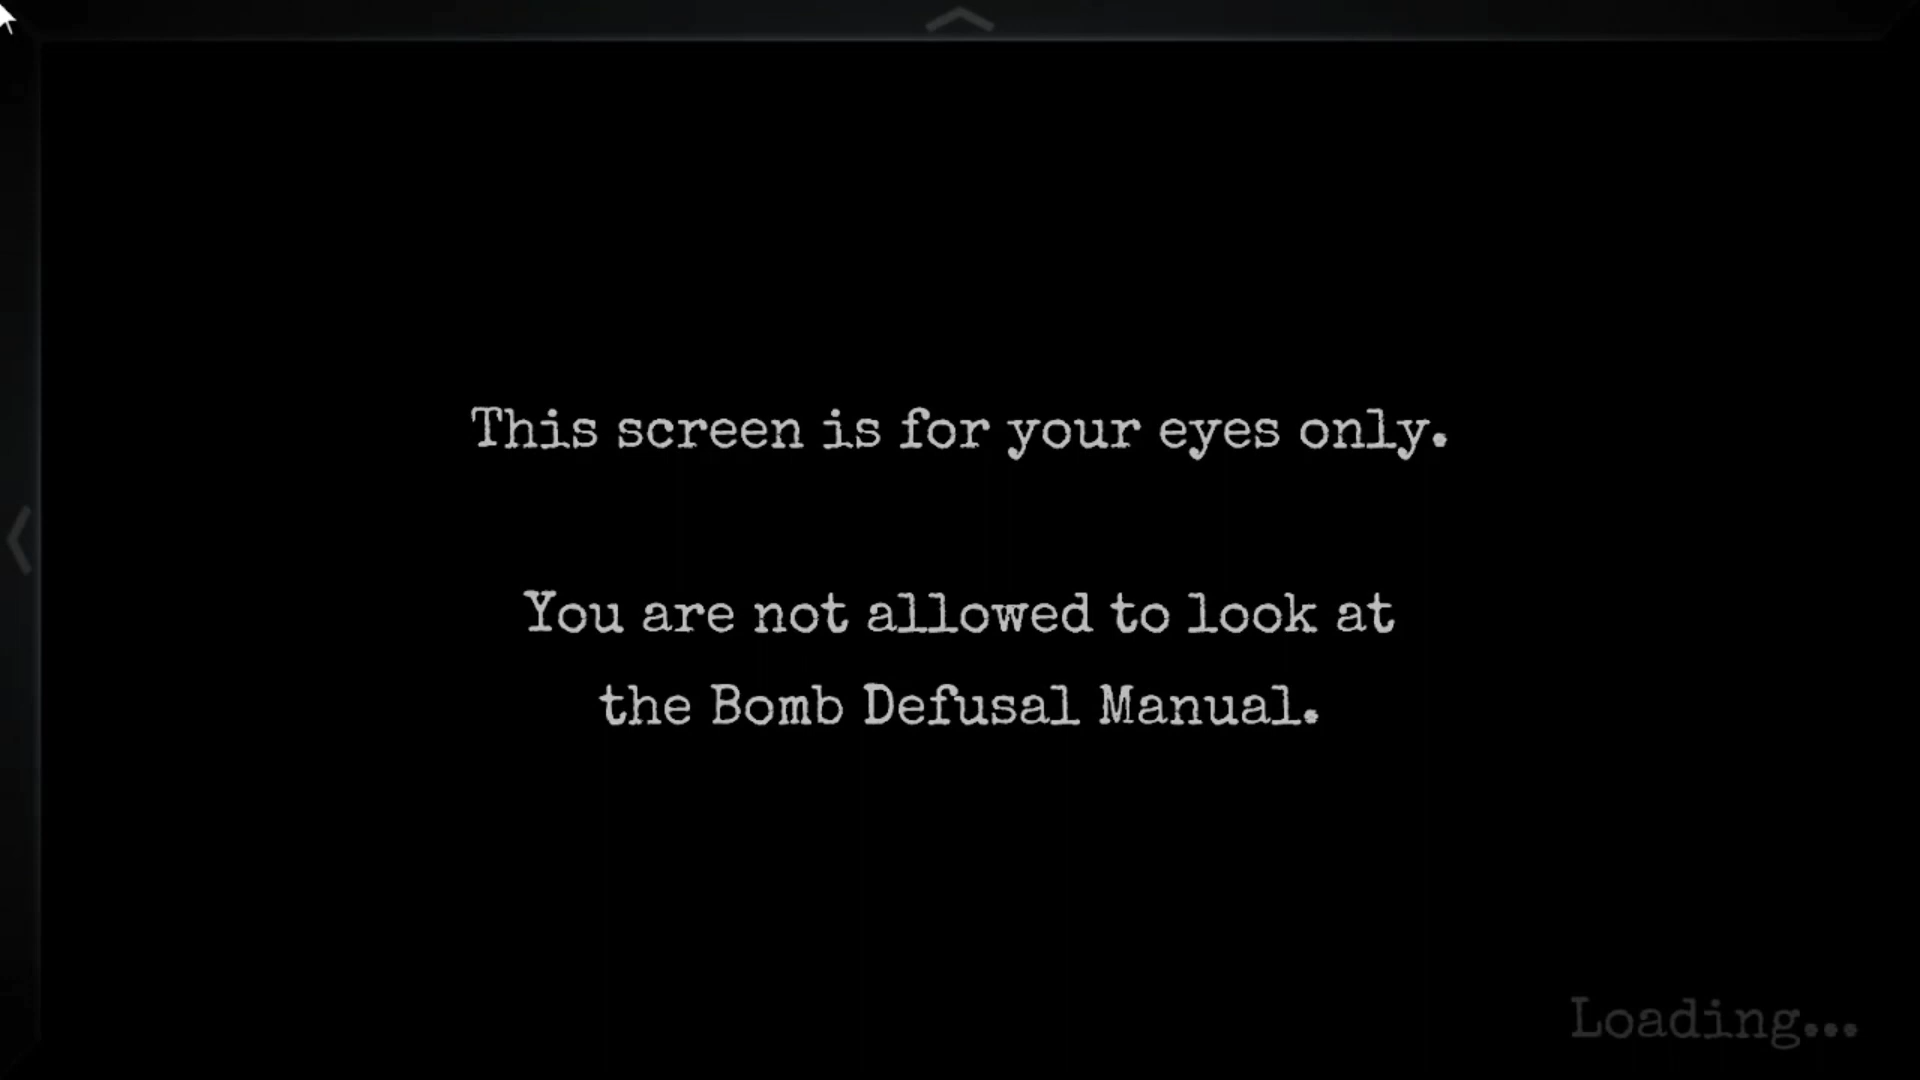 This screen is for your eyes only.
You are not allowed to look at
the Bomb Defusal Manual.
Loading...